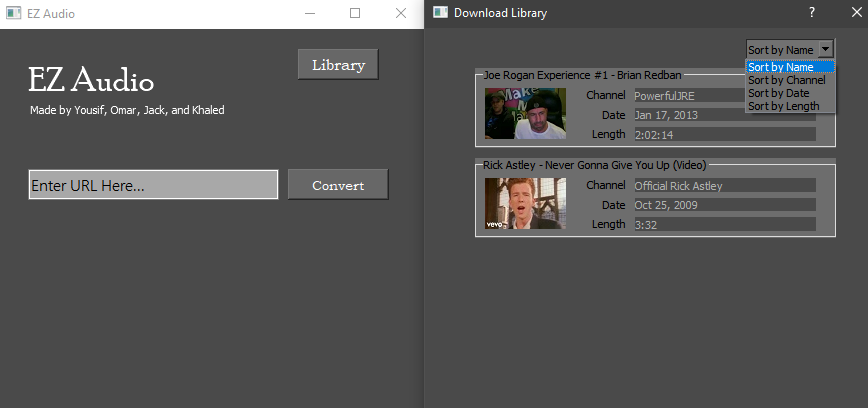 EZ Audio
EZ Audio
Library
Made by Yousif, Omar, Jack, and Khaled
Enter URL Here...
Convert
Download Library
?
Sort by Name
Sort by Name
Sort by Channel
Sort by Date
Sort by Length
Joe Rogan Experience #1 - Brian Redban
Channel PowerfulJRE
Date Jan 17, 2013
Length 2:02:14
Rick Astley - Never Gonna Give You Up (Video)
vevo
Channel Official Rick Astley
Date Oct 25, 2009
Length 3:32